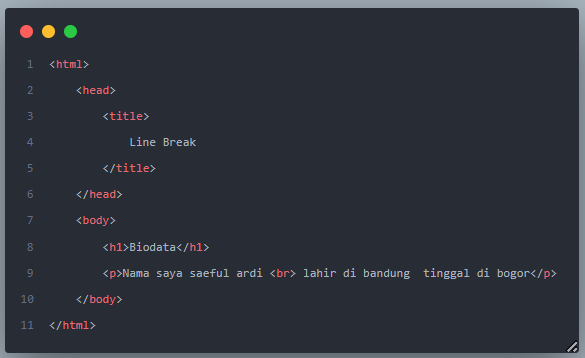 1 <html>
2     <head>
3         <title>
4             Line Break
5         </title>
6     </head>
7     <body>
8         <h1>Biodata</h1>
9         <p>Nama saya saeful ardi <br> lahir di bandung  tinggal di bogor</p>
10     </body>
11 </html>